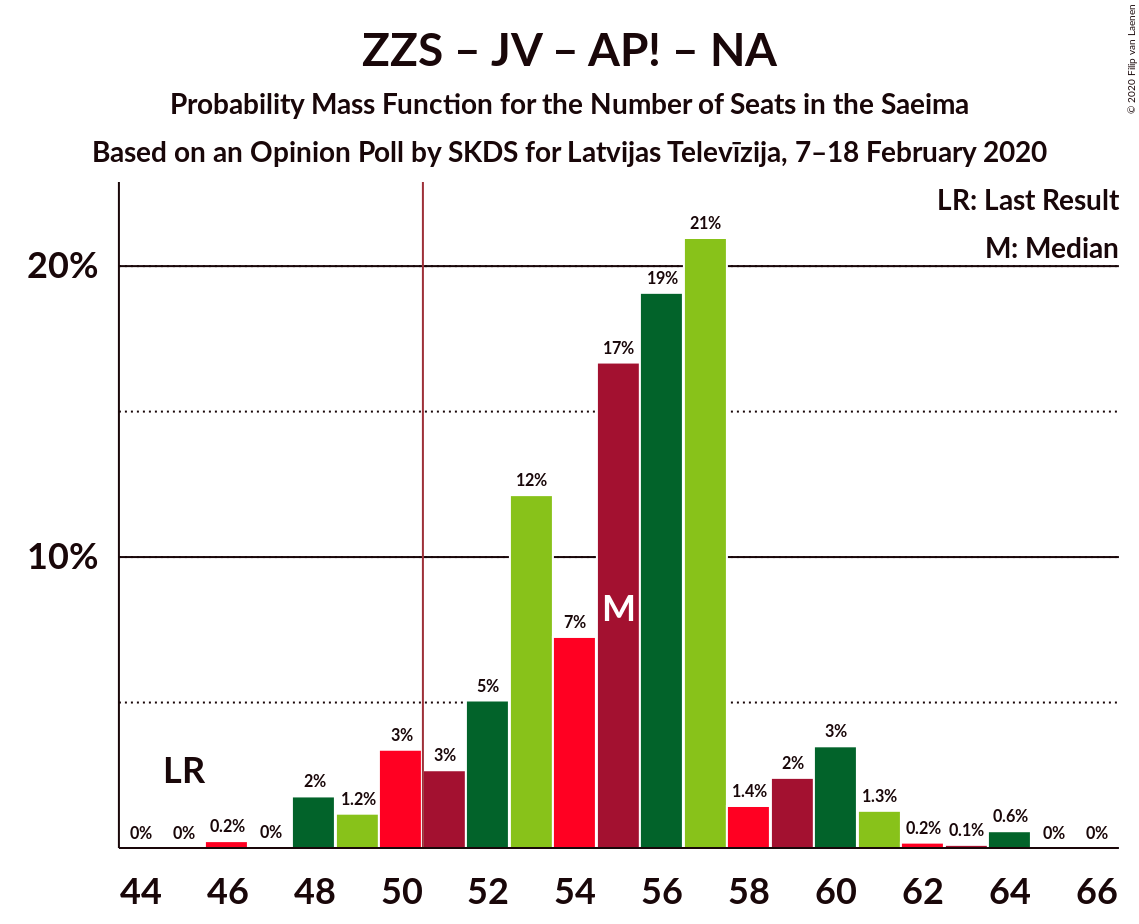 ZZS – JV – AP! – NA
Probability Mass Function for the Number of Seats in the Saeima
Based on an Opinion Poll by SKDS for Latvijas Televīzija, 7–18 February 2020
© 2020 Filip van Laenen
LR: Last Result
M: Median
20%
10%
0%
0%
0.2%
0%
2%
1.2%
3%
3%
5%
12%
7%
17%
19%
21%
1.4%
2%
3%
1.3%
0.2%
0.1%
0.6%
0%
0%
LR
M
44 46 48 50 52 54 56 58 60 62 64 66